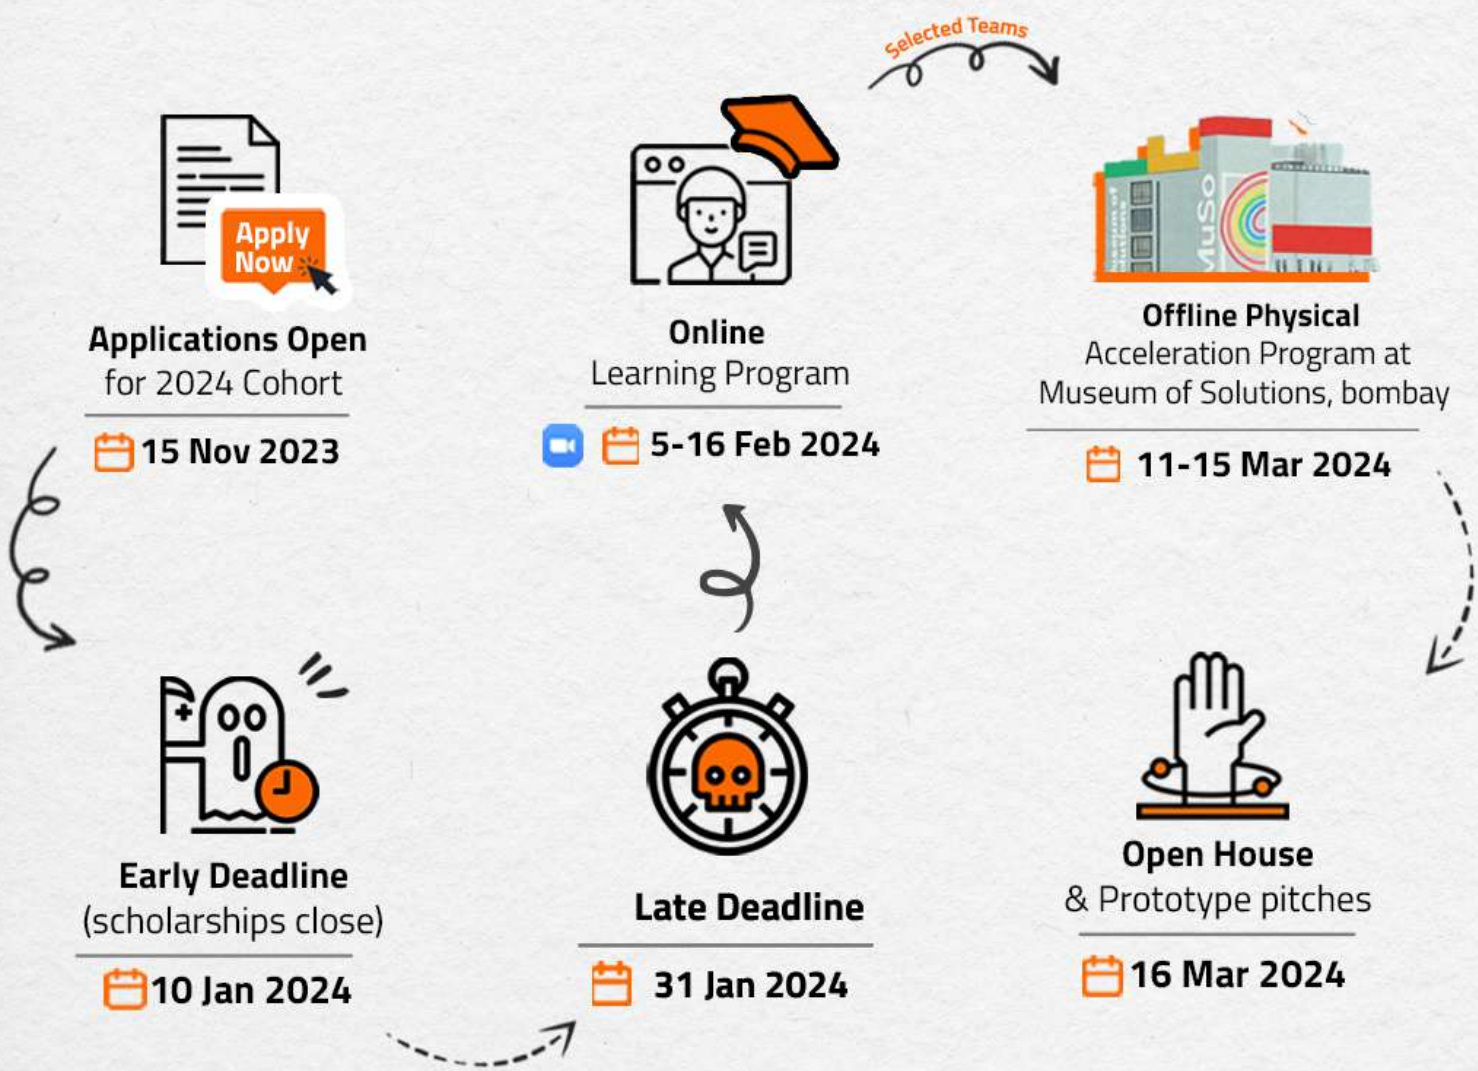 Apply
Now
Applications Open
for 2024 Cohort
15 Nov 2023
Early Deadline
(scholarships close)
10 Jan 2024
Late Deadline
31 Jan 2024
Online
Learning Program
5-16 Feb 2024
Selected Teams
MuSo
Offline Physical
Acceleration Program at
Museum of Solutions, bombay
11-15 Mar 2024
Open House
& Prototype pitches
16 Mar 2024